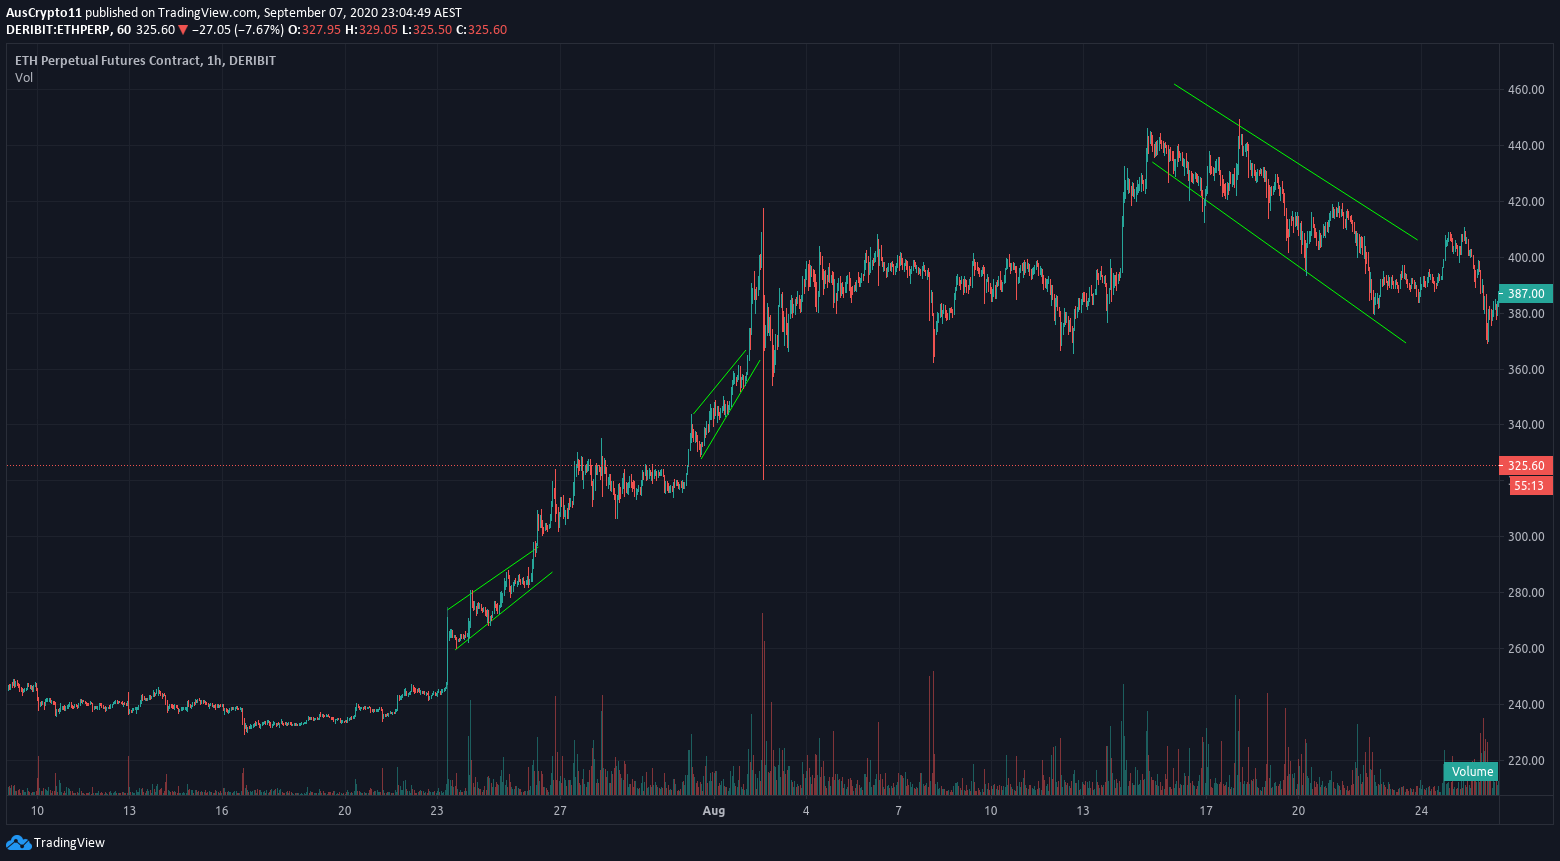 AusCrypto11 published on TradingView.com, September 07, 2020 23:04:49 AEST
DERIBIT:ETHPERP, 60 325.60 ▼ −27.05 (−7.67%) O:327.95 H:329.05 L:325.50 C:325.60
ETH Perpetual Futures Contract, 1h, DERIBIT
Vol
460.00
440.00
420.00
400.00
387.00
380.00
360.00
340.00
325.60
55:13
300.00
280.00
260.00
240.00
220.00
Volume
10 13 16 20 23 27 Aug 4 7 10 13 17 20 24
TradingView